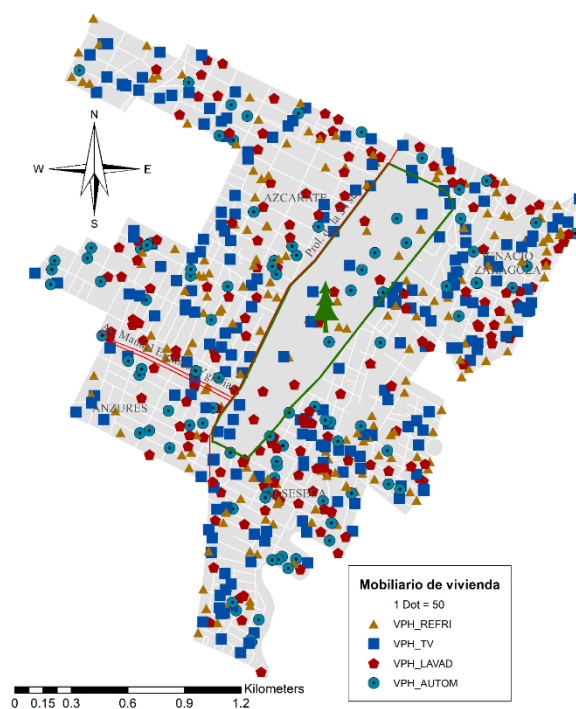 N
W
E
S
AZCARATE
IGNACIO
ZARAGOZA
ANZURES
Mobiliario de vivienda
1 Dot = 50
VPH_REFRI
VPH_TV
VPH_LAVAD
VPH_AUTOM
Kilometers
0 0.15 0.3 0.6 0.9 1.2